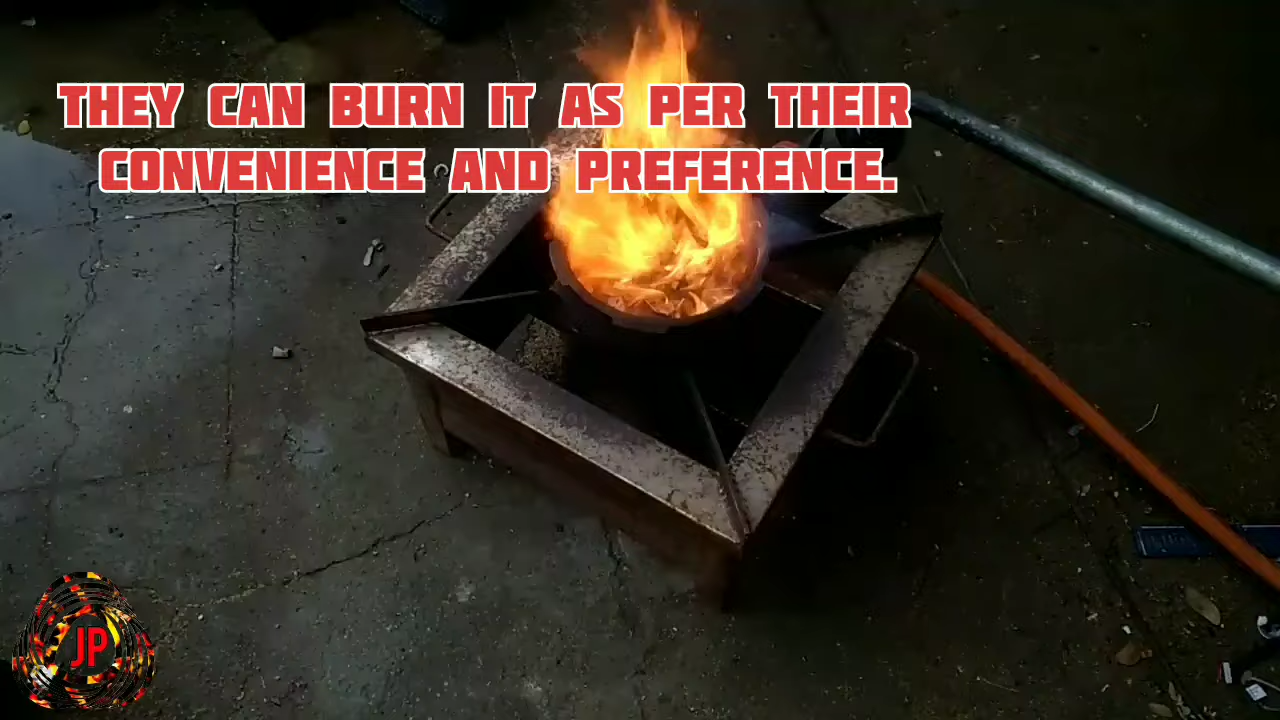 THEY CAN BURN IT AS PER THEIR
CONVENIENCE AND PREFERENCE.
JP